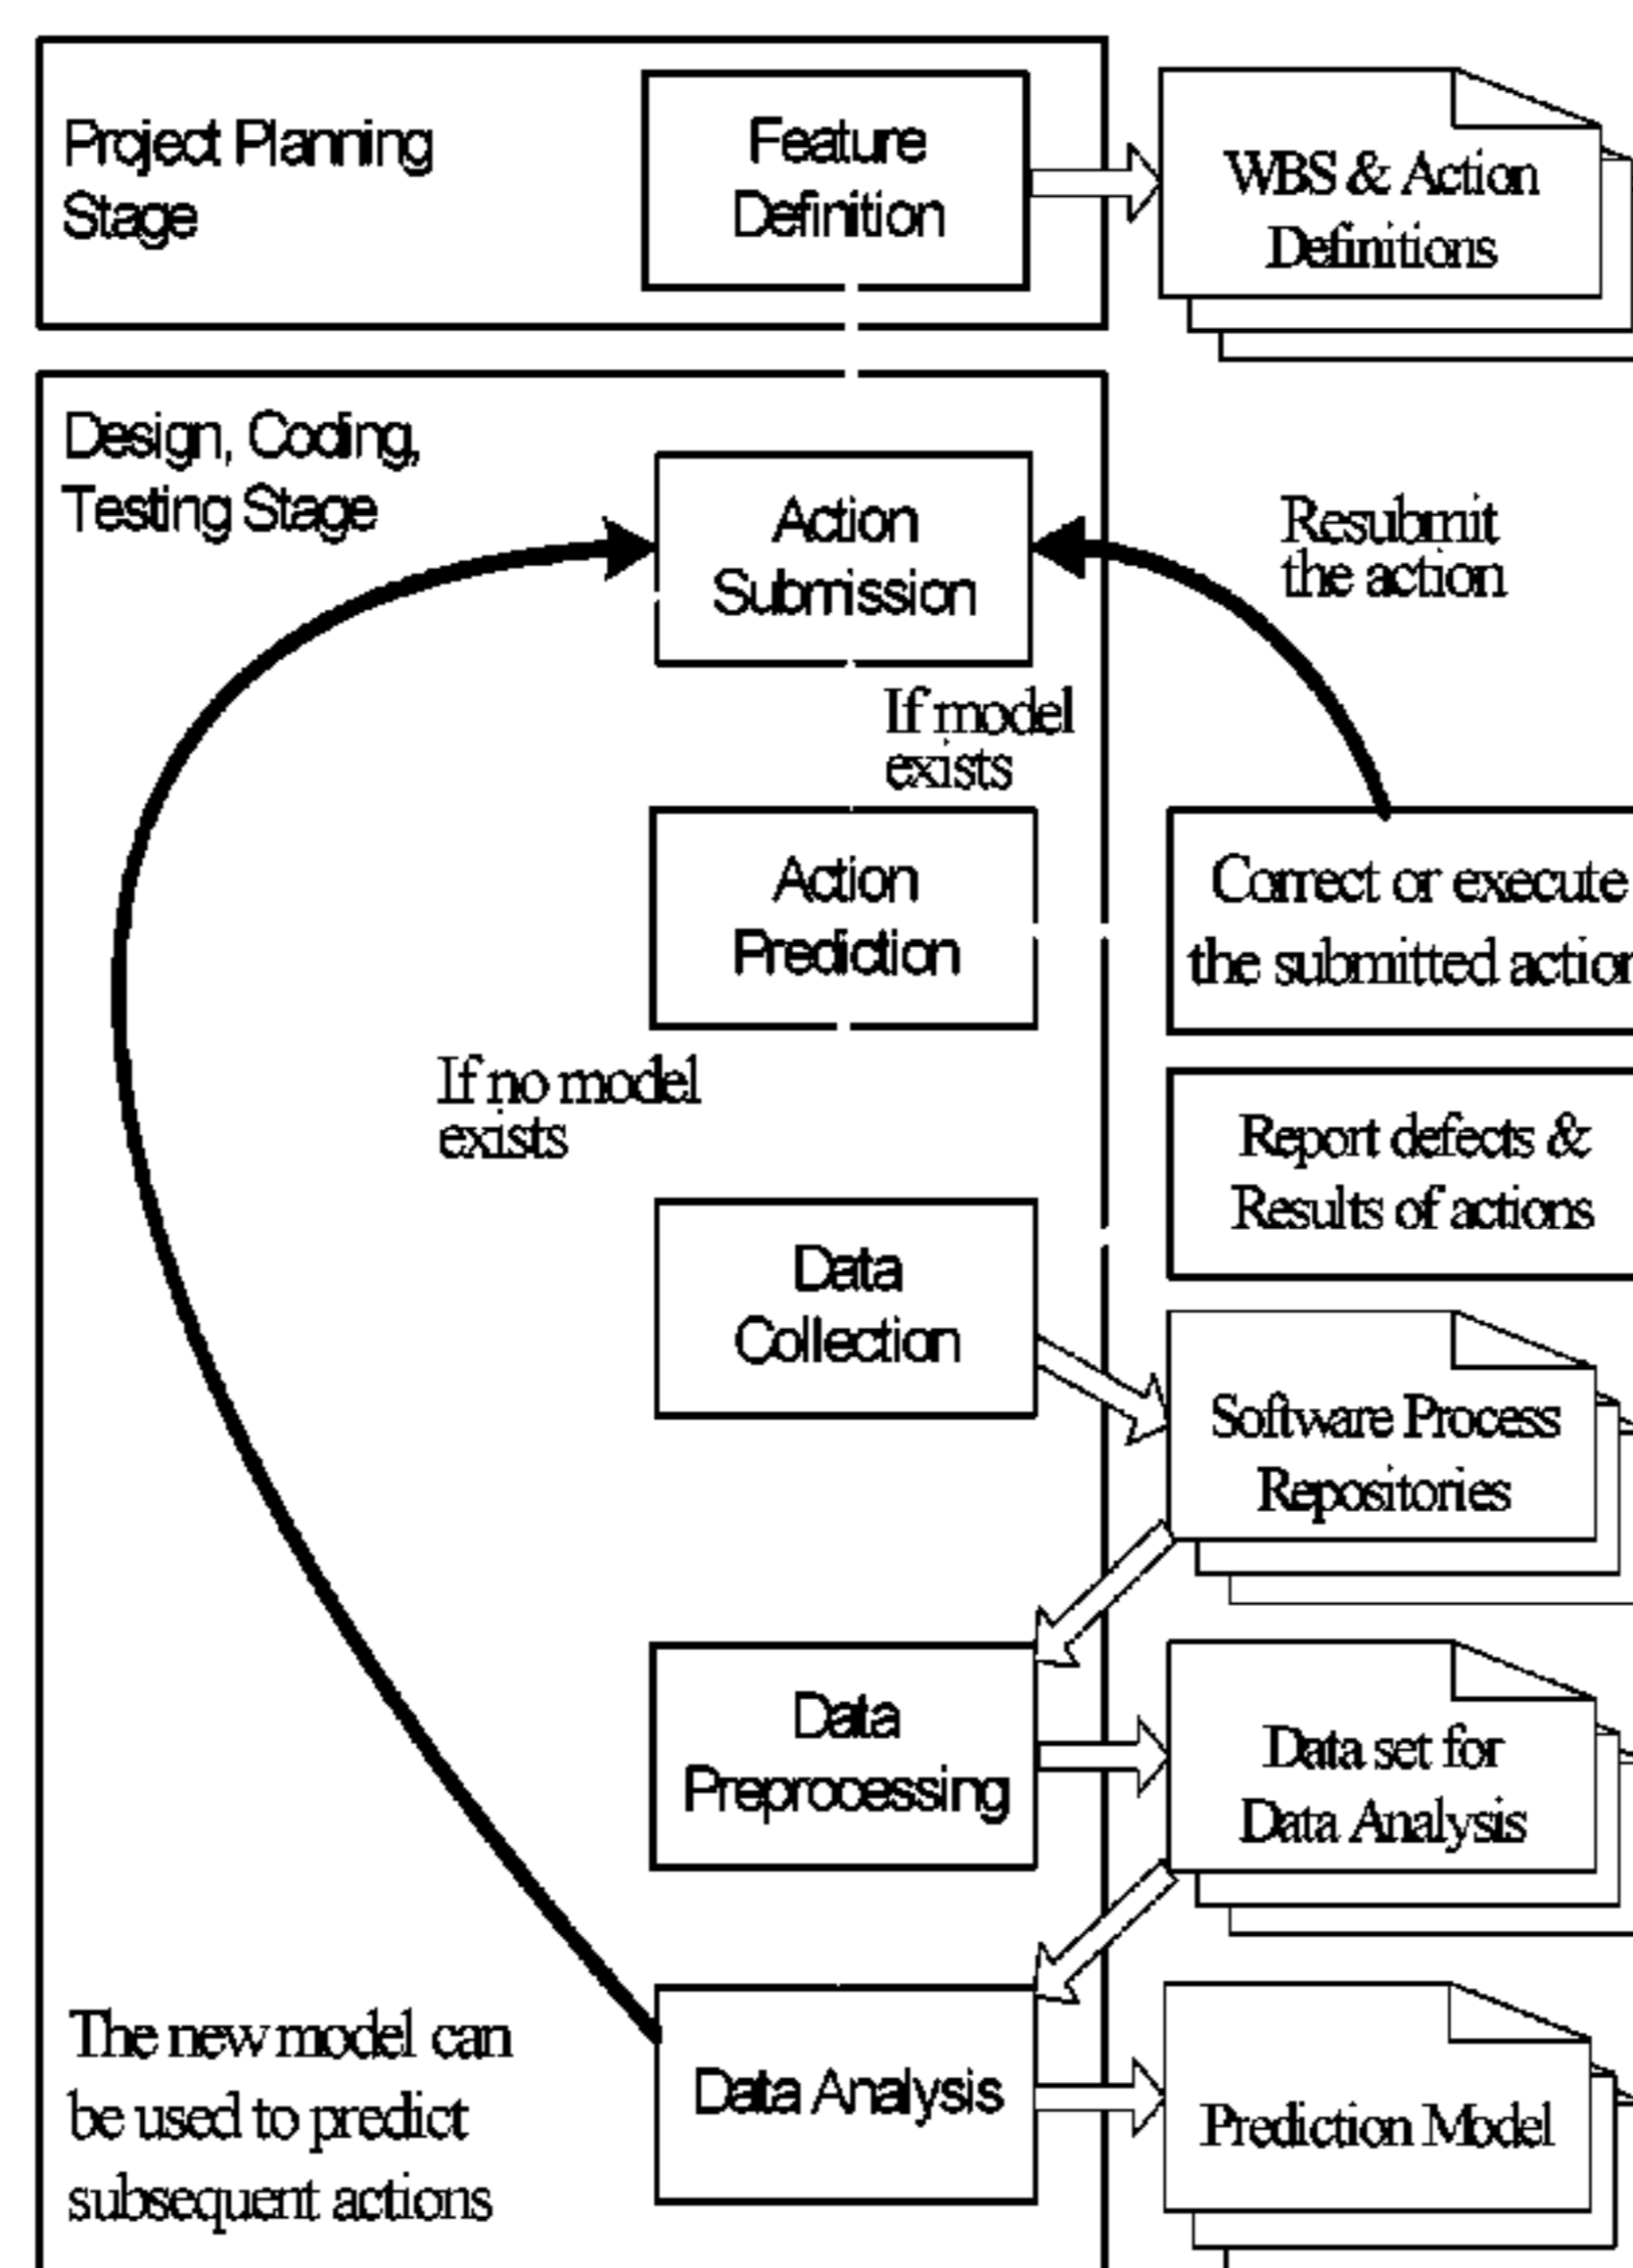 Project Planning
Stage
Feature
Definition
WBS & Action
Definitions
Design, Coding,
Testing Stage
Action
Submission
Resubmit
the action
If model
exists
Action
Prediction
Correct or execute
the submitted action
If no model
exists
Report defects &
Results of actions
Data
Collection
Software Process
Repositories
Data
Preprocessing
Data set for
Data Analysis
The new model can
be used to predict
subsequent actions
Data Analysis
Prediction Model